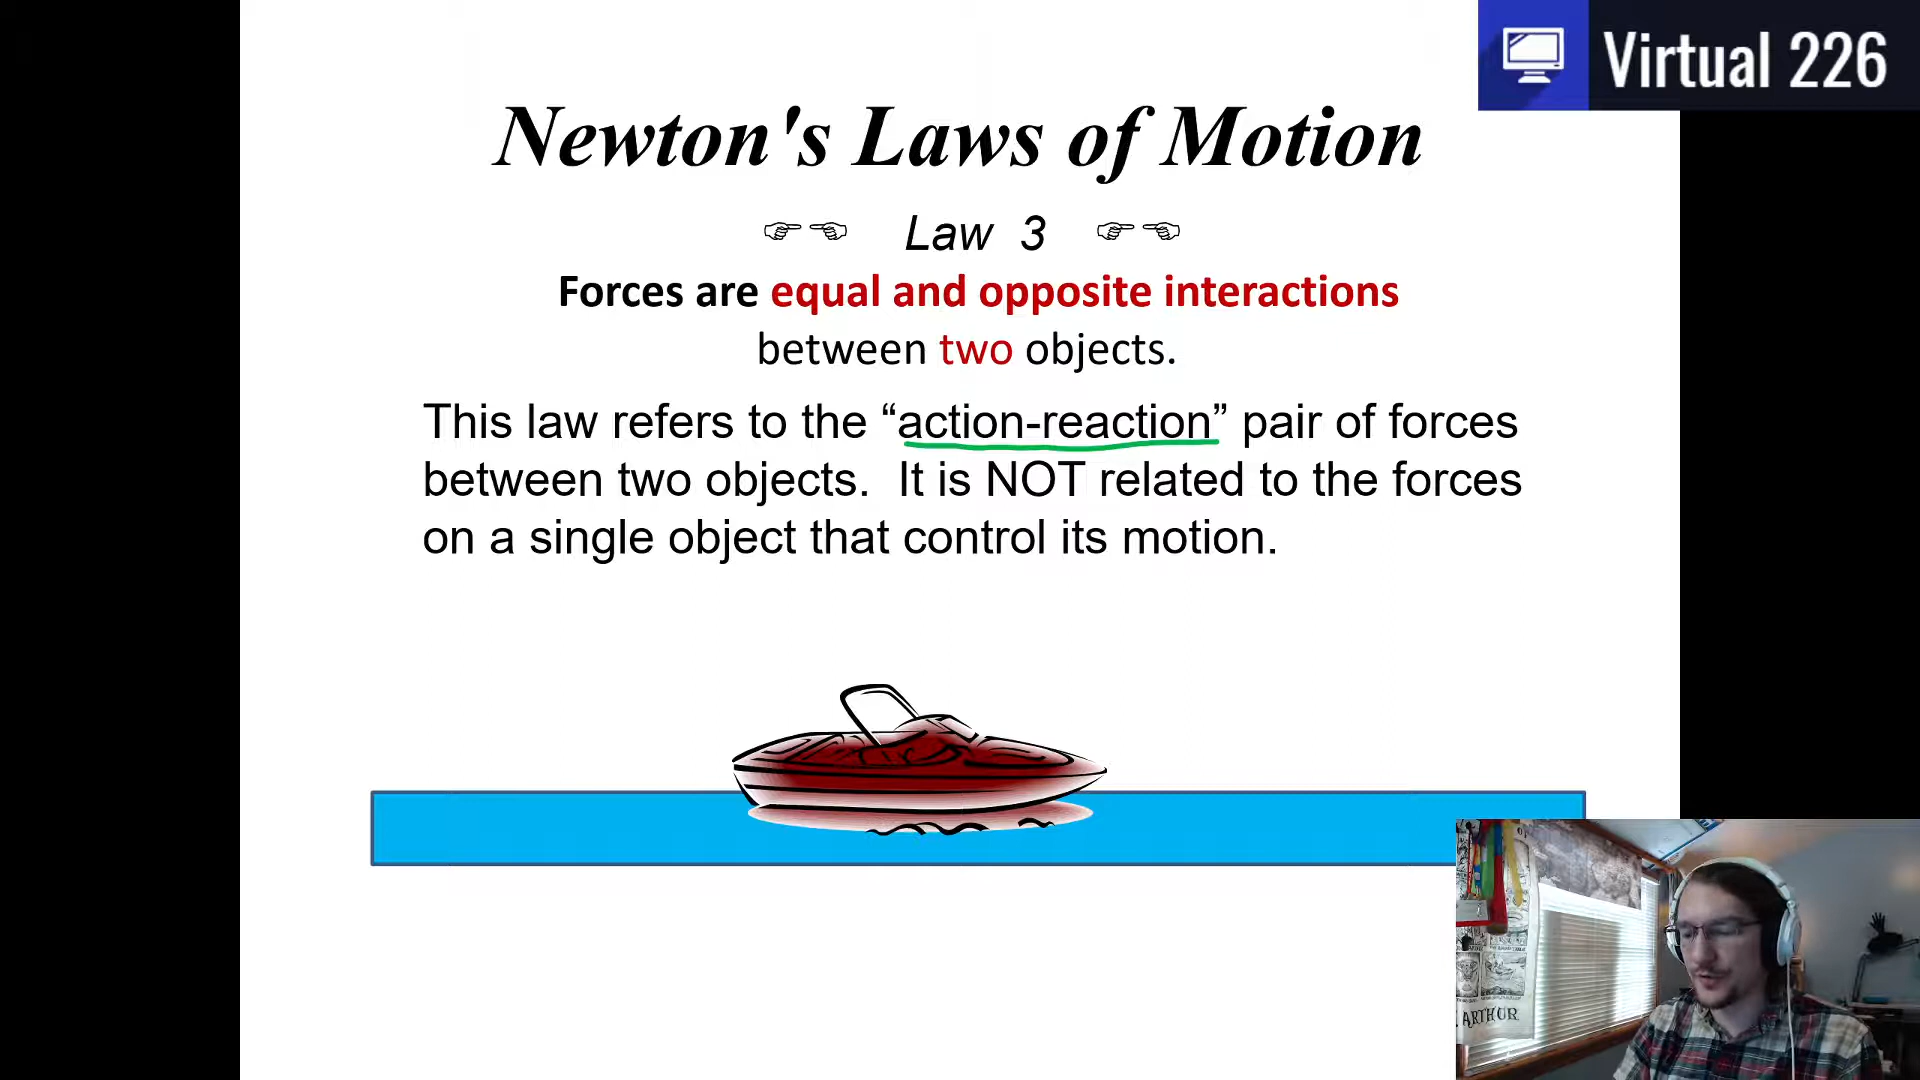 Virtual 226
Newton's Laws of Motion
Law 3
Forces are equal and opposite interactions
between two objects.
This law refers to the “action-reaction” pair of forces
between two objects. It is NOT related to the forces
on a single object that control its motion.
ARTHUR